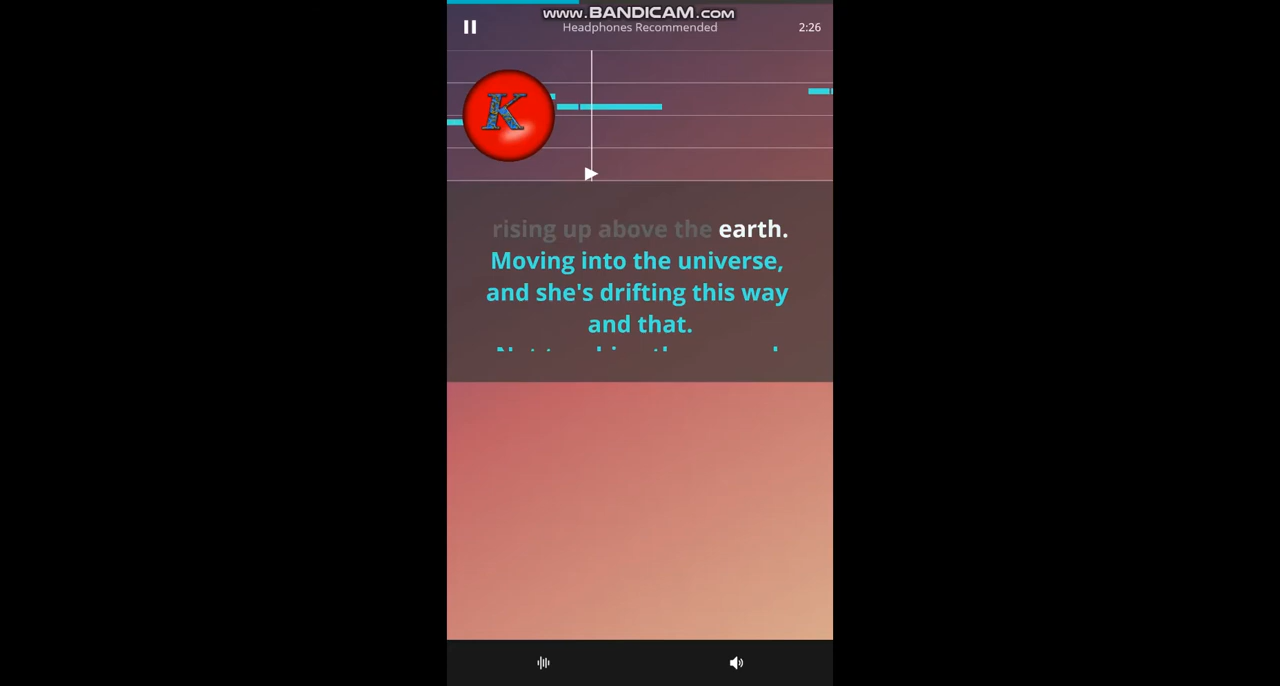 www.BANDICAM.com
Headphones Recommended
2:26
K
rising up above the earth.
Moving into the universe,
and she's drifting this way
and that.